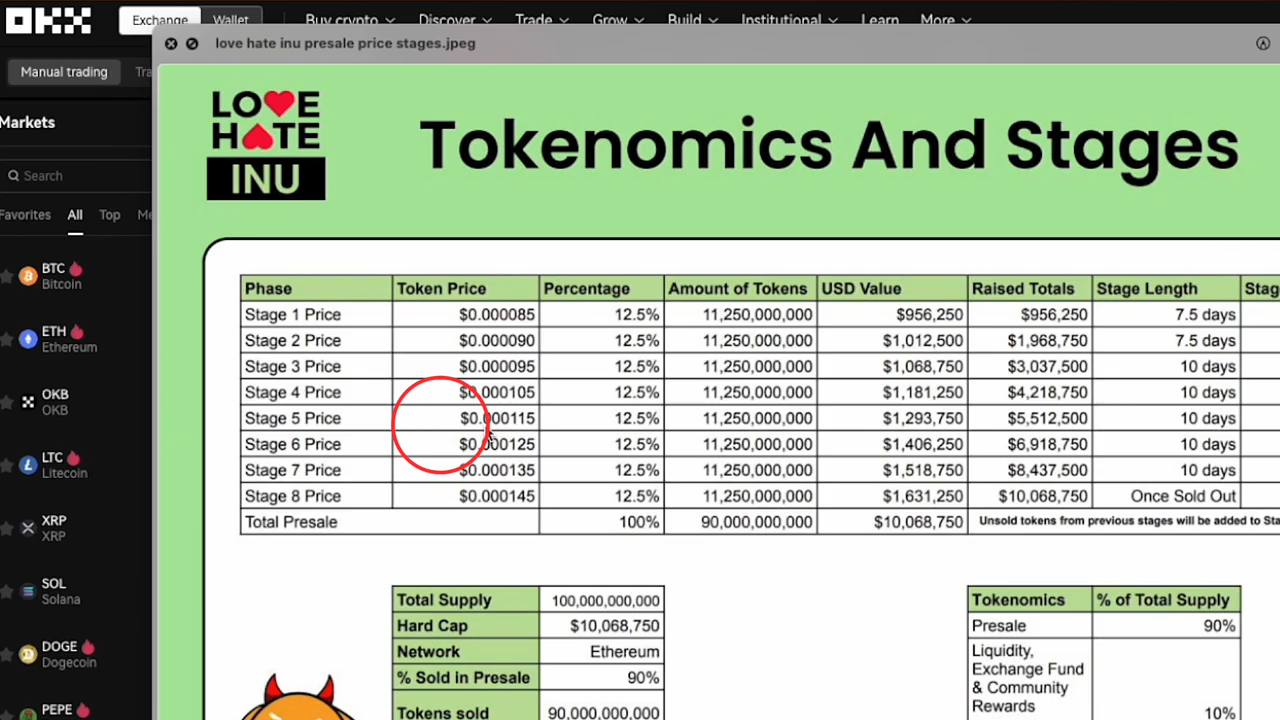 OKX Exchange Wallet Buy crypto Discover Trade Grow Build Institutional Learn More
love hate inu presale price stages.jpeg
Manual trading Tra
Markets
Search
Favorites All Top Me
BTC
Bitcoin
ETH
Ethereum
OKB
OKB
LTC
Litecoin
XRP
XRP
SOL
Solana
DOGE
Dogecoin
PEPE
LOVE
HATE
INU
Tokenomics And Stages
Phase Token Price Percentage Amount of Tokens USD Value Raised Totals Stage Length Stag
Stage 1 Price $0.000085 12.5% 11,250,000,000 $956,250 $956,250 7.5 days
Stage 2 Price $0.000090 12.5% 11,250,000,000 $1,012,500 $1,968,750 7.5 days
Stage 3 Price $0.000095 12.5% 11,250,000,000 $1,068,750 $3,037,500 10 days
Stage 4 Price $0.000105 12.5% 11,250,000,000 $1,181,250 $4,218,750 10 days
Stage 5 Price $0.000115 12.5% 11,250,000,000 $1,293,750 $5,512,500 10 days
Stage 6 Price $0.000125 12.5% 11,250,000,000 $1,406,250 $6,918,750 10 days
Stage 7 Price $0.000135 12.5% 11,250,000,000 $1,518,750 $8,437,500 10 days
Stage 8 Price $0.000145 12.5% 11,250,000,000 $1,631,250 $10,068,750 Once Sold Out
Total Presale 100% 90,000,000,000 $10,068,750 Unsold tokens from previous stages will be added to Sta
Total Supply 100,000,000,000
Hard Cap $10,068,750
Network Ethereum
% Sold in Presale 90%
Tokens sold 90,000,000,000
Tokenomics % of Total Supply
Presale 90%
Liquidity,
Exchange Fund
& Community
Rewards 10%